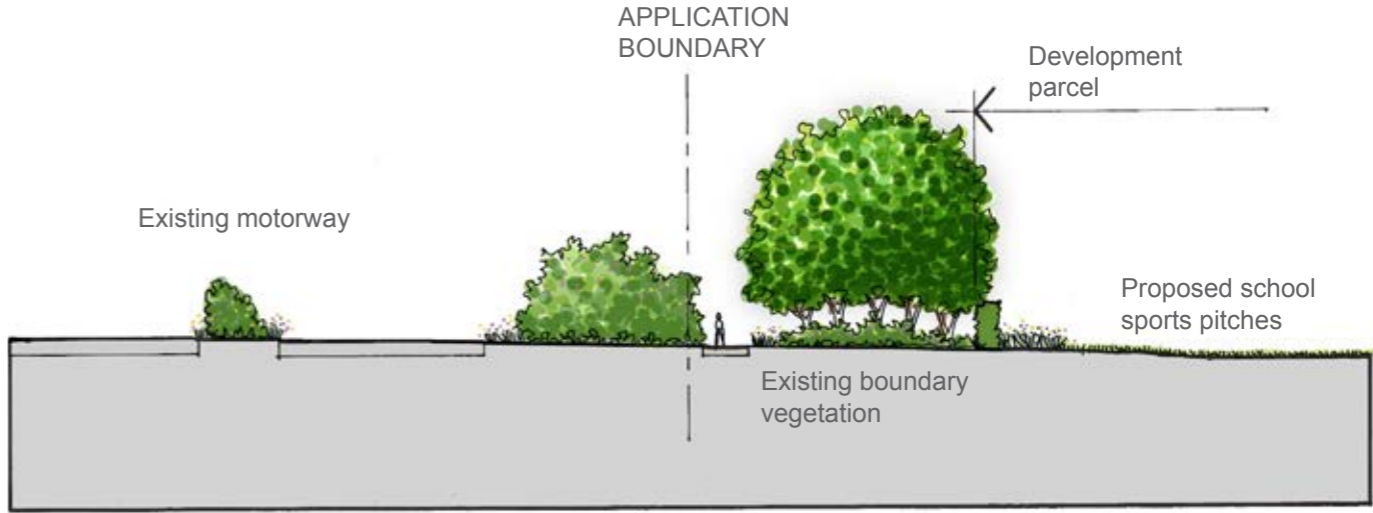 APPLICATION
BOUNDARY
Development
parcel
Existing motorway
Proposed school
sports pitches
Existing boundary
vegetation